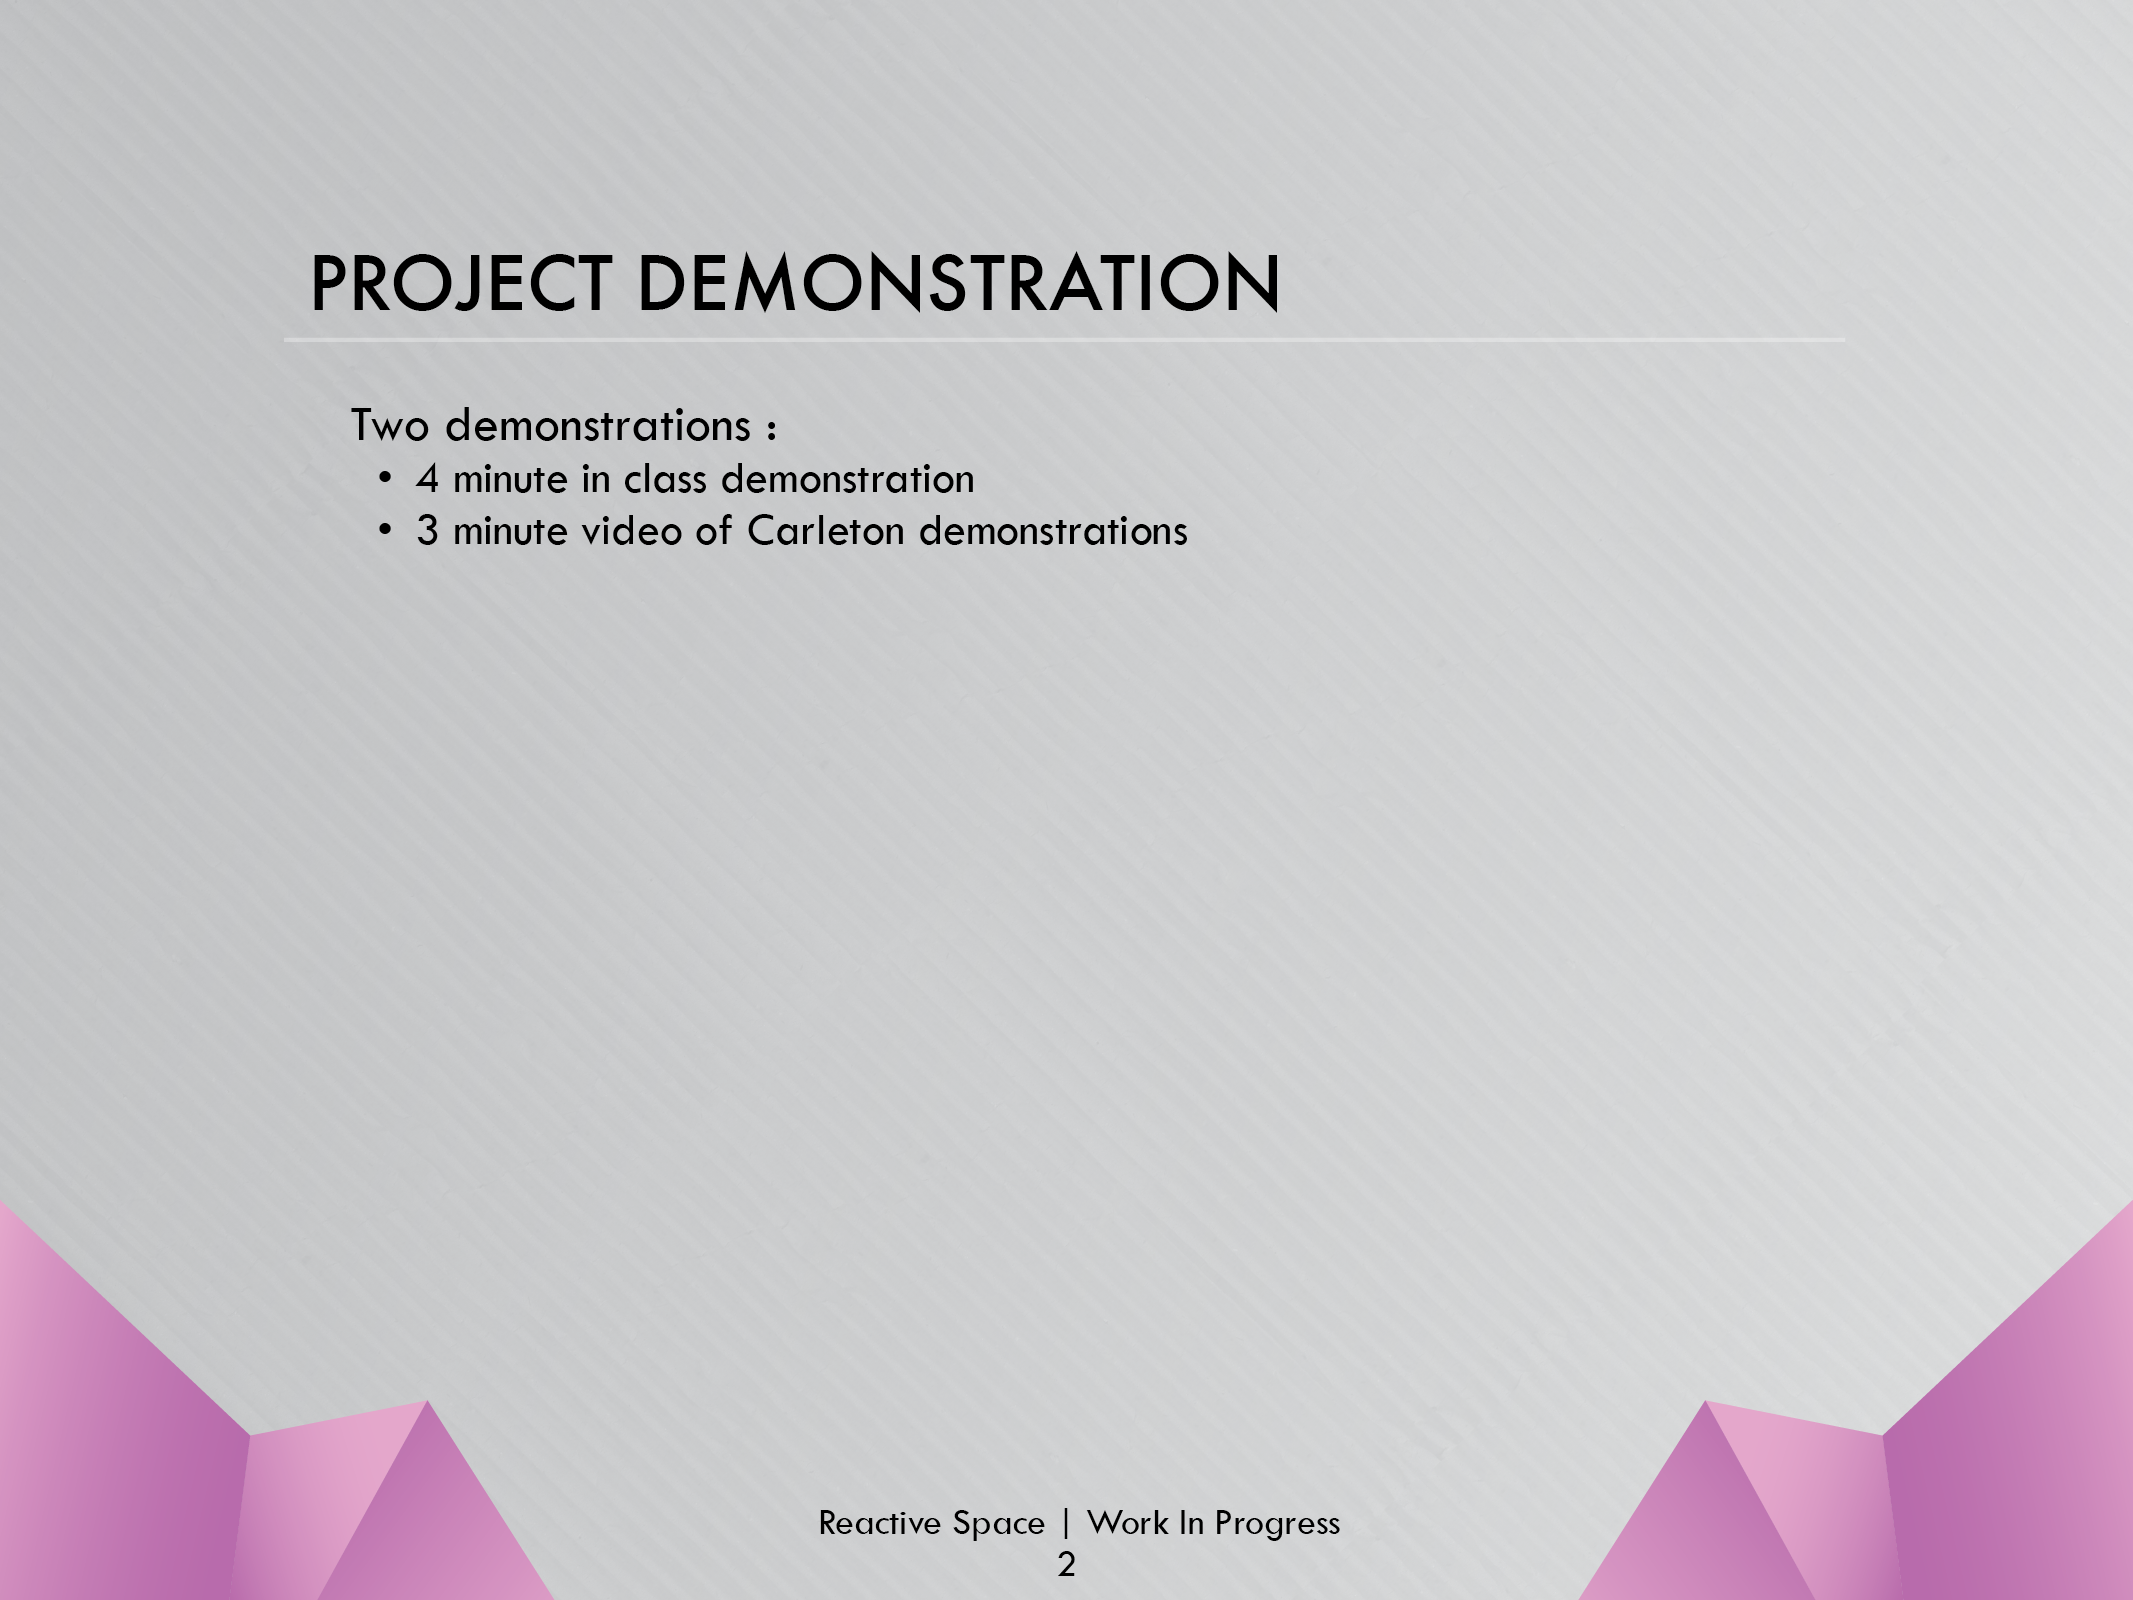 PROJECT DEMONSTRATION
Two demonstrations :
• 4 minute in class demonstration
• 3 minute video of Carleton demonstrations
Reactive Space | Work In Progress
2